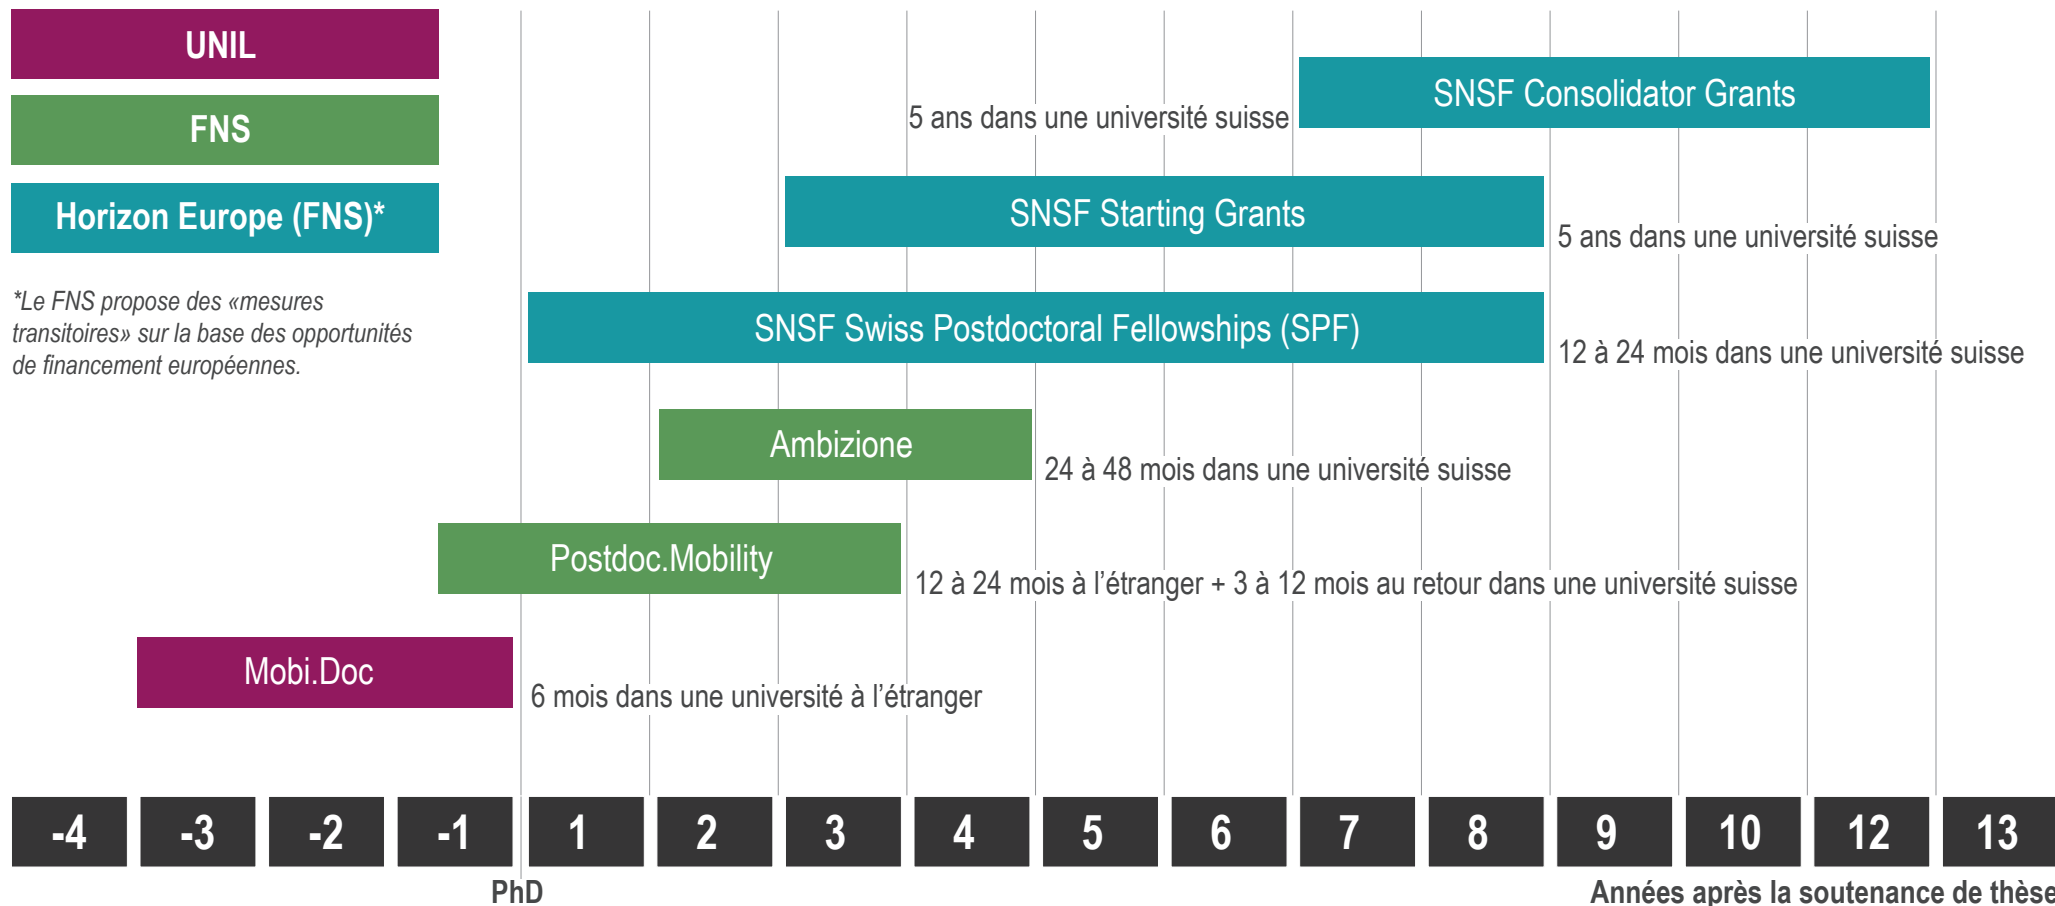 UNIL
FNS
Horizon Europe (FNS)*
*Le FNS propose des «mesures
transitoires» sur la base des opportunités
de financement européennes.
SNSF Consolidator Grants
5 ans dans une université suisse
SNSF Starting Grants
5 ans dans une université suisse
SNSF Swiss Postdoctoral Fellowships (SPF)
12 à 24 mois dans une université suisse
Ambizione
24 à 48 mois dans une université suisse
Postdoc.Mobility
12 à 24 mois à l’étranger + 3 à 12 mois au retour dans une université suisse
Mobi.Doc
6 mois dans une université à l’étranger
-4 -3 -2 -1 1 2 3 4 5 6 7 8 9 10 12 13
PhD
Années après la soutenance de thèse